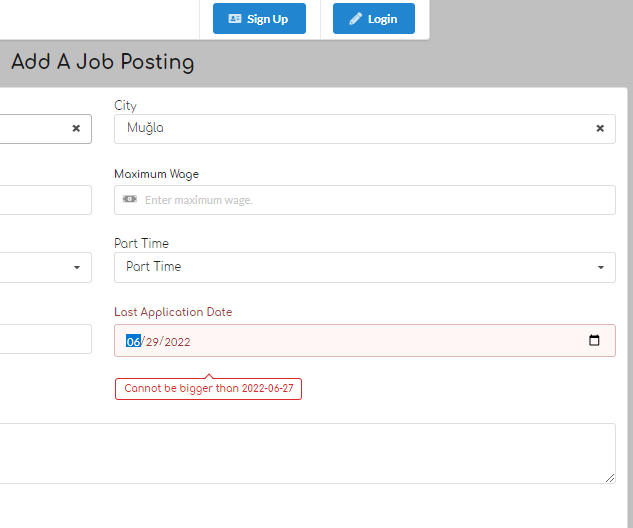 Sign Up
Login
Add A Job Posting
City
Muğla
Maximum Wage
Enter maximum wage.
Part Time
Part Time
Last Application Date
06/29/2022
Cannot be bigger than 2022-06-27